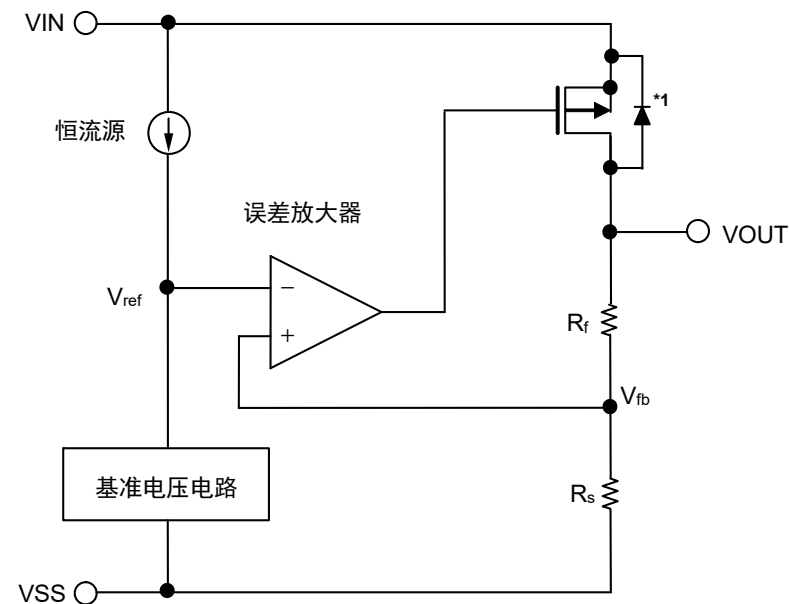 VIN
*1
恒流源
误差放大器
VOUT
Vref
−
+
Rf
Vfb
基准电压电路
Rs
VSS